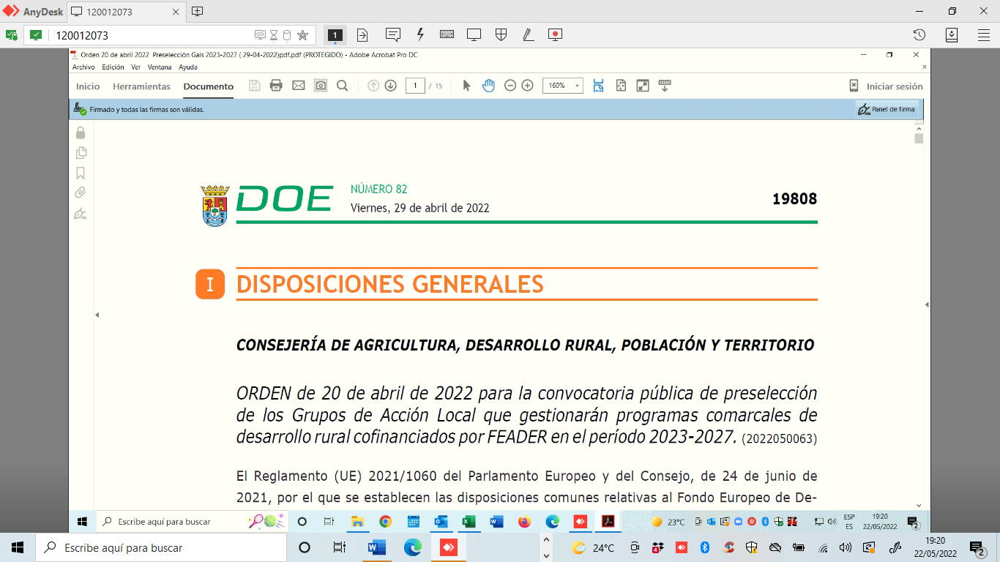 AnyDesk
120012073
120012073
1
Orden 20 de abril 2022 Preselección Gals 2023-2027 ( 29-04-2022)pdf.pdf (PROTEGIDO) - Adobe Acrobat Pro DC
Archivo Edición Ver Ventana Ayuda
Inicio Herramientas Documento
1 / 15
160%
Iniciar sesión
Firmado y todas las firmas son válidas.
Panel de firma
DOE
NÚMERO 82
Viernes, 29 de abril de 2022
19808
I DISPOSICIONES GENERALES
CONSEJERÍA DE AGRICULTURA, DESARROLLO RURAL, POBLACIÓN Y TERRITORIO
ORDEN de 20 de abril de 2022 para la convocatoria pública de preselección
de los Grupos de Acción Local que gestionarán programas comarcales de
desarrollo rural cofinanciados por FEADER en el período 2023-2027. (2022050063)
El Reglamento (UE) 2021/1060 del Parlamento Europeo y del Consejo, de 24 de junio de
2021, por el que se establecen las disposiciones comunes relativas al Fondo Europeo de De-
Escribe aquí para buscar
23°C
ESP
ES
19:20
22/05/2022
2
Escribe aquí para buscar
24°C
4
19:20
22/05/2022
2